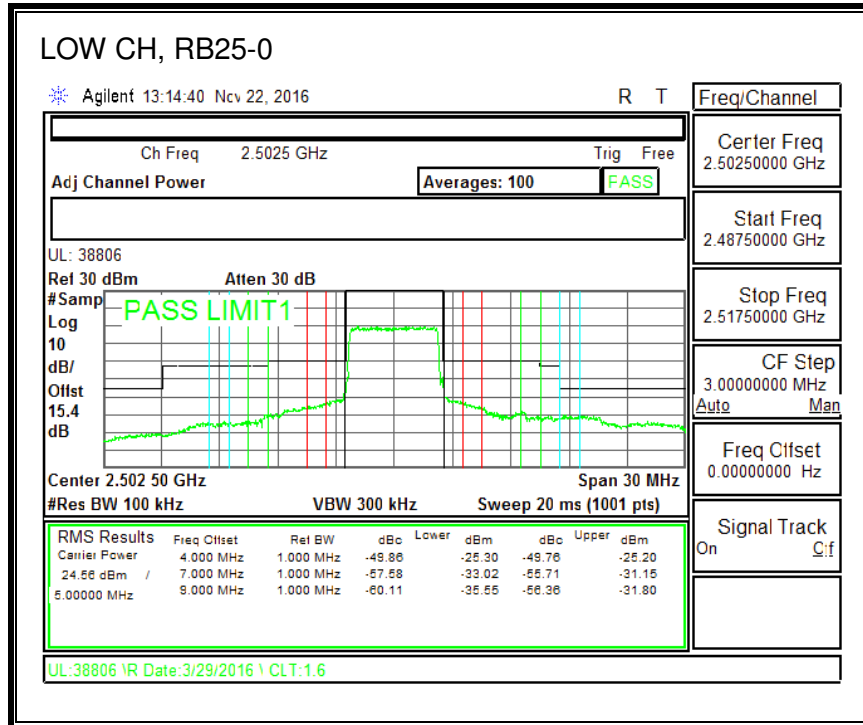 LOW CH, RB25-0
Agilent 13:14:40 Nov 22, 2016 R T
Freq/Channel
Ch Freq 2.5025 GHz Trig Free
Adj Channel Power Averages: 100 PASS
Center Freq
2.50250000 GHz
Start Freq
2.48750000 GHz
UL: 38806
Ref 30 dBm Atten 30 dB
#Samp
Log
10
dB/
Offst
15.4
dB
PASS LIMIT1
Stop Freq
2.51750000 GHz
CF Step
3.00000000 MHz
Auto Man
Freq Offset
0.00000000 Hz
Center 2.502 50 GHz Span 30 MHz
#Res BW 100 kHz VBW 300 kHz Sweep 20 ms (1001 pts)
Signal Track
On Off
RMS Results Freq Offset Ref BW dBc Lower dBm dBc Upper dBm
Carrier Power 4.000 MHz 1.000 MHz -49.86 -25.30 -49.76 -25.20
24.56 dBm / 7.000 MHz 1.000 MHz -57.58 -33.02 -55.71 -31.15
5.00000 MHz 9.000 MHz 1.000 MHz -60.11 -35.55 -56.36 -31.80
UL:38806 \R Date:3/29/2016 \ CLT:1.6